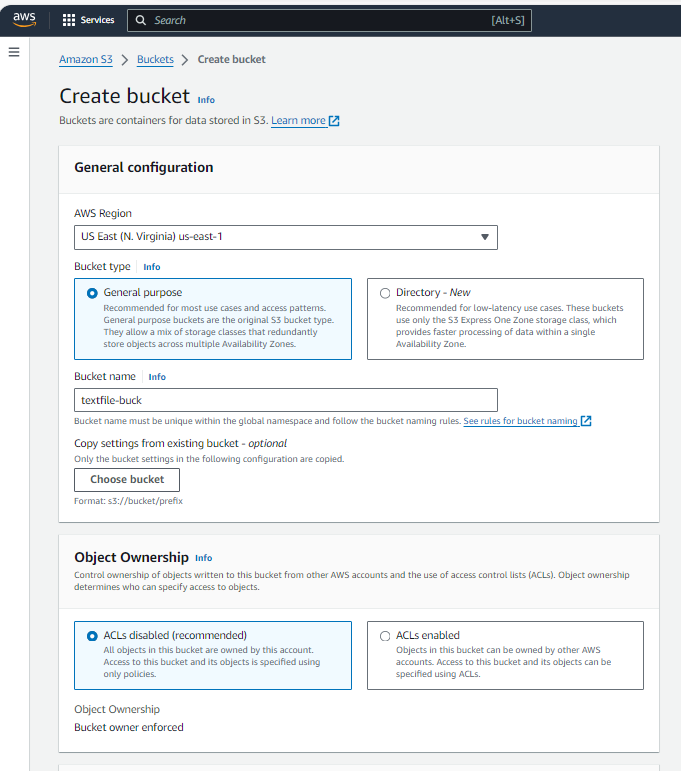 aws
Services
Search
[Alt+S]
Amazon S3 > Buckets > Create bucket
Create bucket Info
Buckets are containers for data stored in S3. Learn more
General configuration
AWS Region
US East (N. Virginia) us-east-1
Bucket type Info
General purpose
Recommended for most use cases and access patterns.
General purpose buckets are the original S3 bucket type.
They allow a mix of storage classes that redundantly
store objects across multiple Availability Zones.
Directory - New
Recommended for low-latency use cases. These buckets
use only the S3 Express One Zone storage class, which
provides faster processing of data within a single
Availability Zone.
Bucket name Info
textfile-buck
Bucket name must be unique within the global namespace and follow the bucket naming rules. See rules for bucket naming
Copy settings from existing bucket - optional
Only the bucket settings in the following configuration are copied.
Choose bucket
Format: s3://bucket/prefix
Object Ownership Info
Control ownership of objects written to this bucket from other AWS accounts and the use of access control lists (ACLs). Object ownership
determines who can specify access to objects.
ACLs disabled (recommended)
All objects in this bucket are owned by this account.
Access to this bucket and its objects is specified using
only policies.
ACLs enabled
Objects in this bucket can be owned by other AWS
accounts. Access to this bucket and its objects can be
specified using ACLs.
Object Ownership
Bucket owner enforced